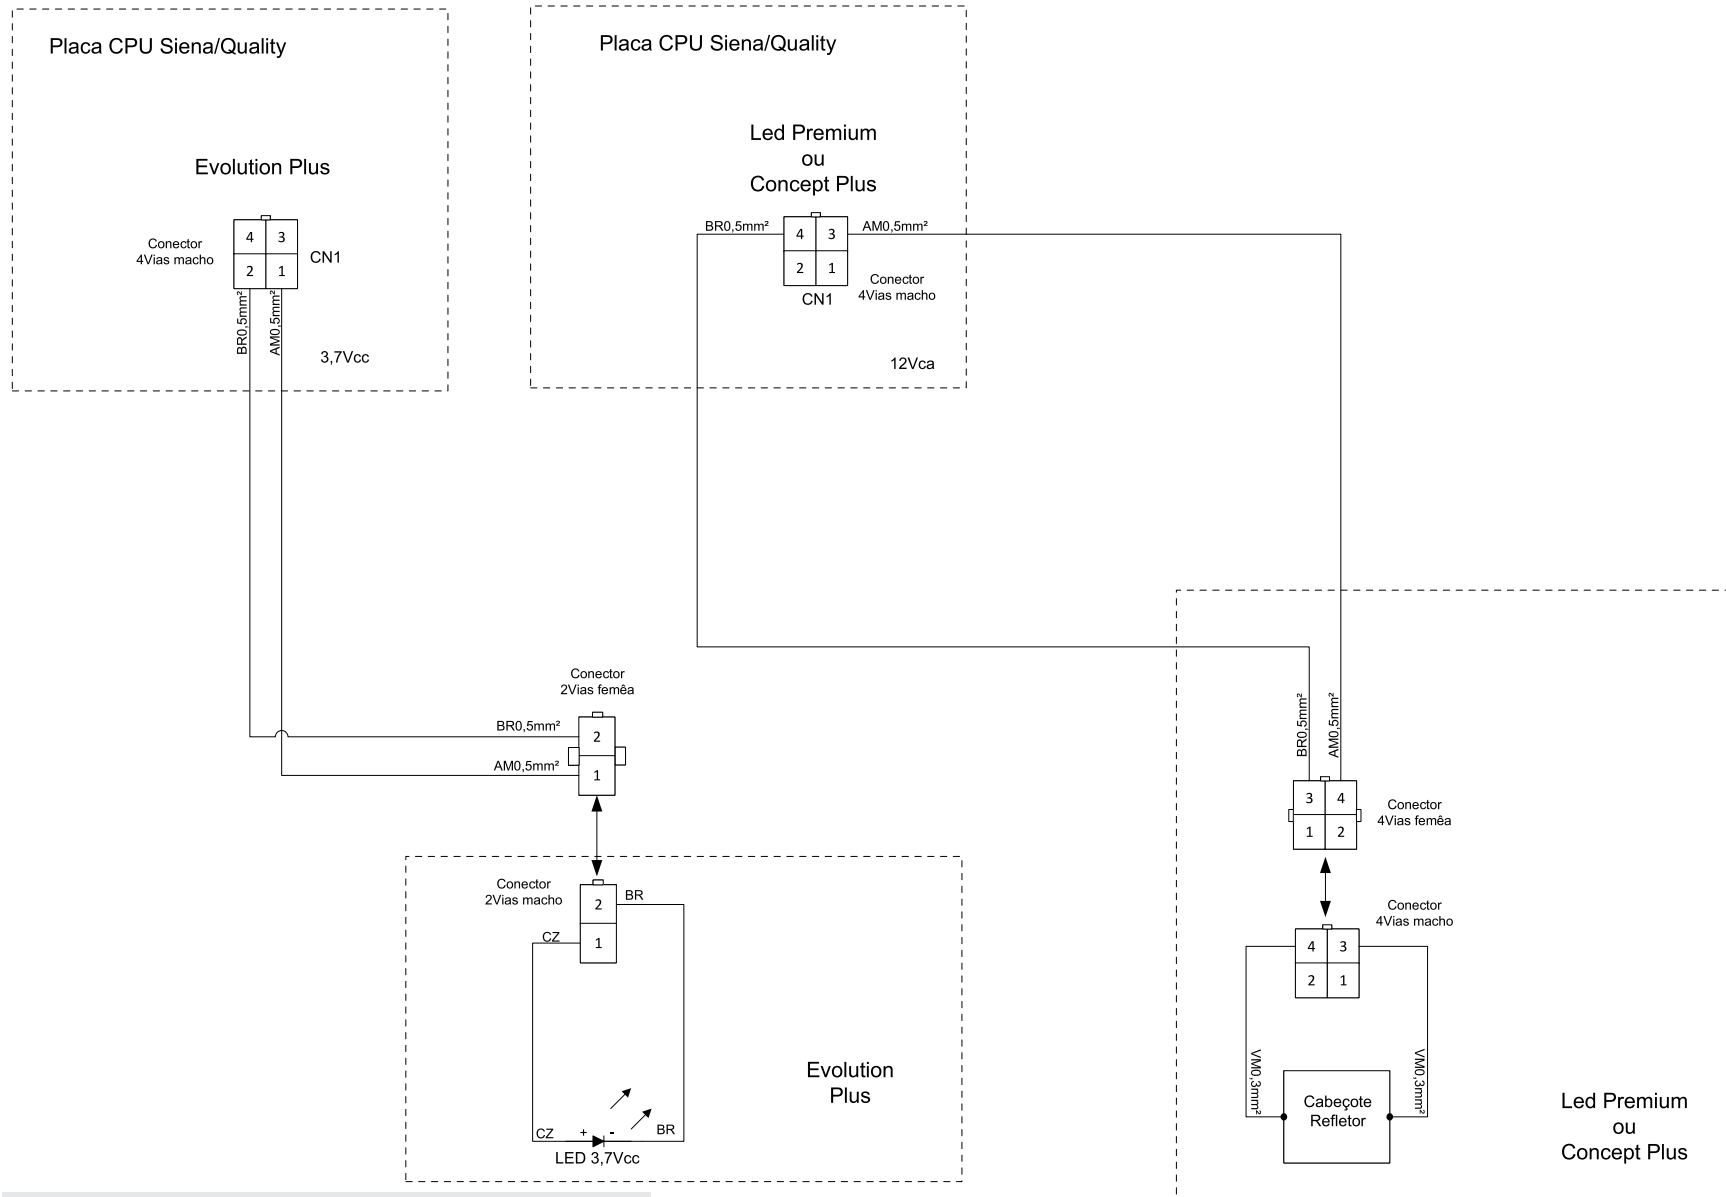 Placa CPU Siena/Quality
Evolution Plus
Conector
4Vias macho
4 3
2 1
CN1
BR0,5mm²
AM0,5mm²
3,7Vcc
Placa CPU Siena/Quality
Led Premium
ou
Concept Plus
BR0,5mm²
4 3
2 1
AM0,5mm²
CN1
Conector
4Vias macho
12Vca
Conector
2Vias femêa
BR0,5mm²
2
AM0,5mm²
1
Conector
2Vias macho
2
BR
CZ
1
Evolution
Plus
CZ
+
-
BR
LED 3,7Vcc
BR0,5mm²
AM0,5mm²
3 4
1 2
Conector
4Vias femêa
Conector
4Vias macho
4 3
2 1
VM0,3mm²
VM0,3mm²
Cabeçote
Refletor
Led Premium
ou
Concept Plus